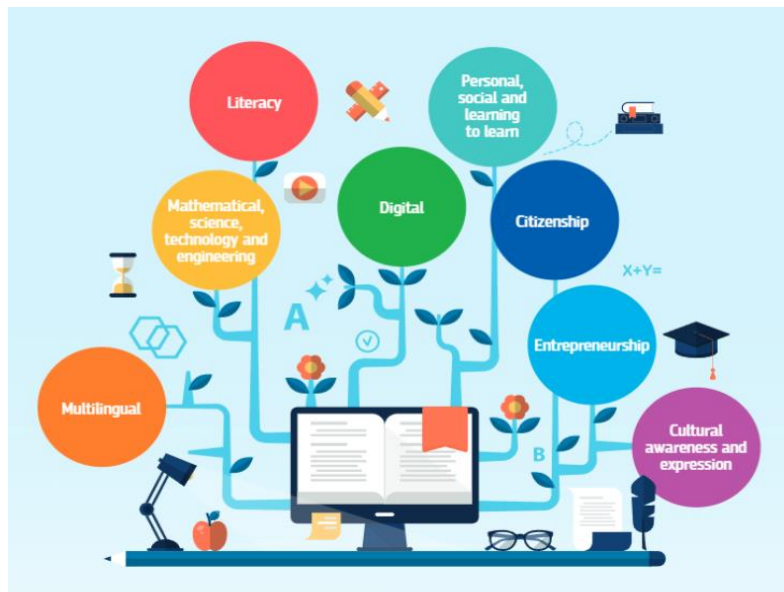 Literacy
Personal,
social and
learning
to learn
Mathematical,
science,
technology and
engineering
Digital
Citizenship
X+Y=
A
Entrepreneurship
Multilingual
Cultural
awareness and
expression
B